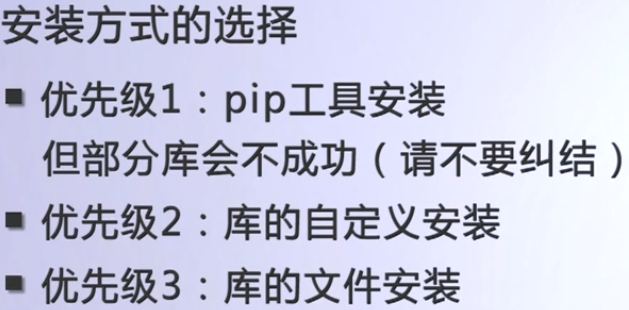 安装方式的选择
■ 优先级1：pip工具安装
但部分库会不成功（请不要纠结）
■ 优先级2：库的自定义安装
■ 优先级3：库的文件安装